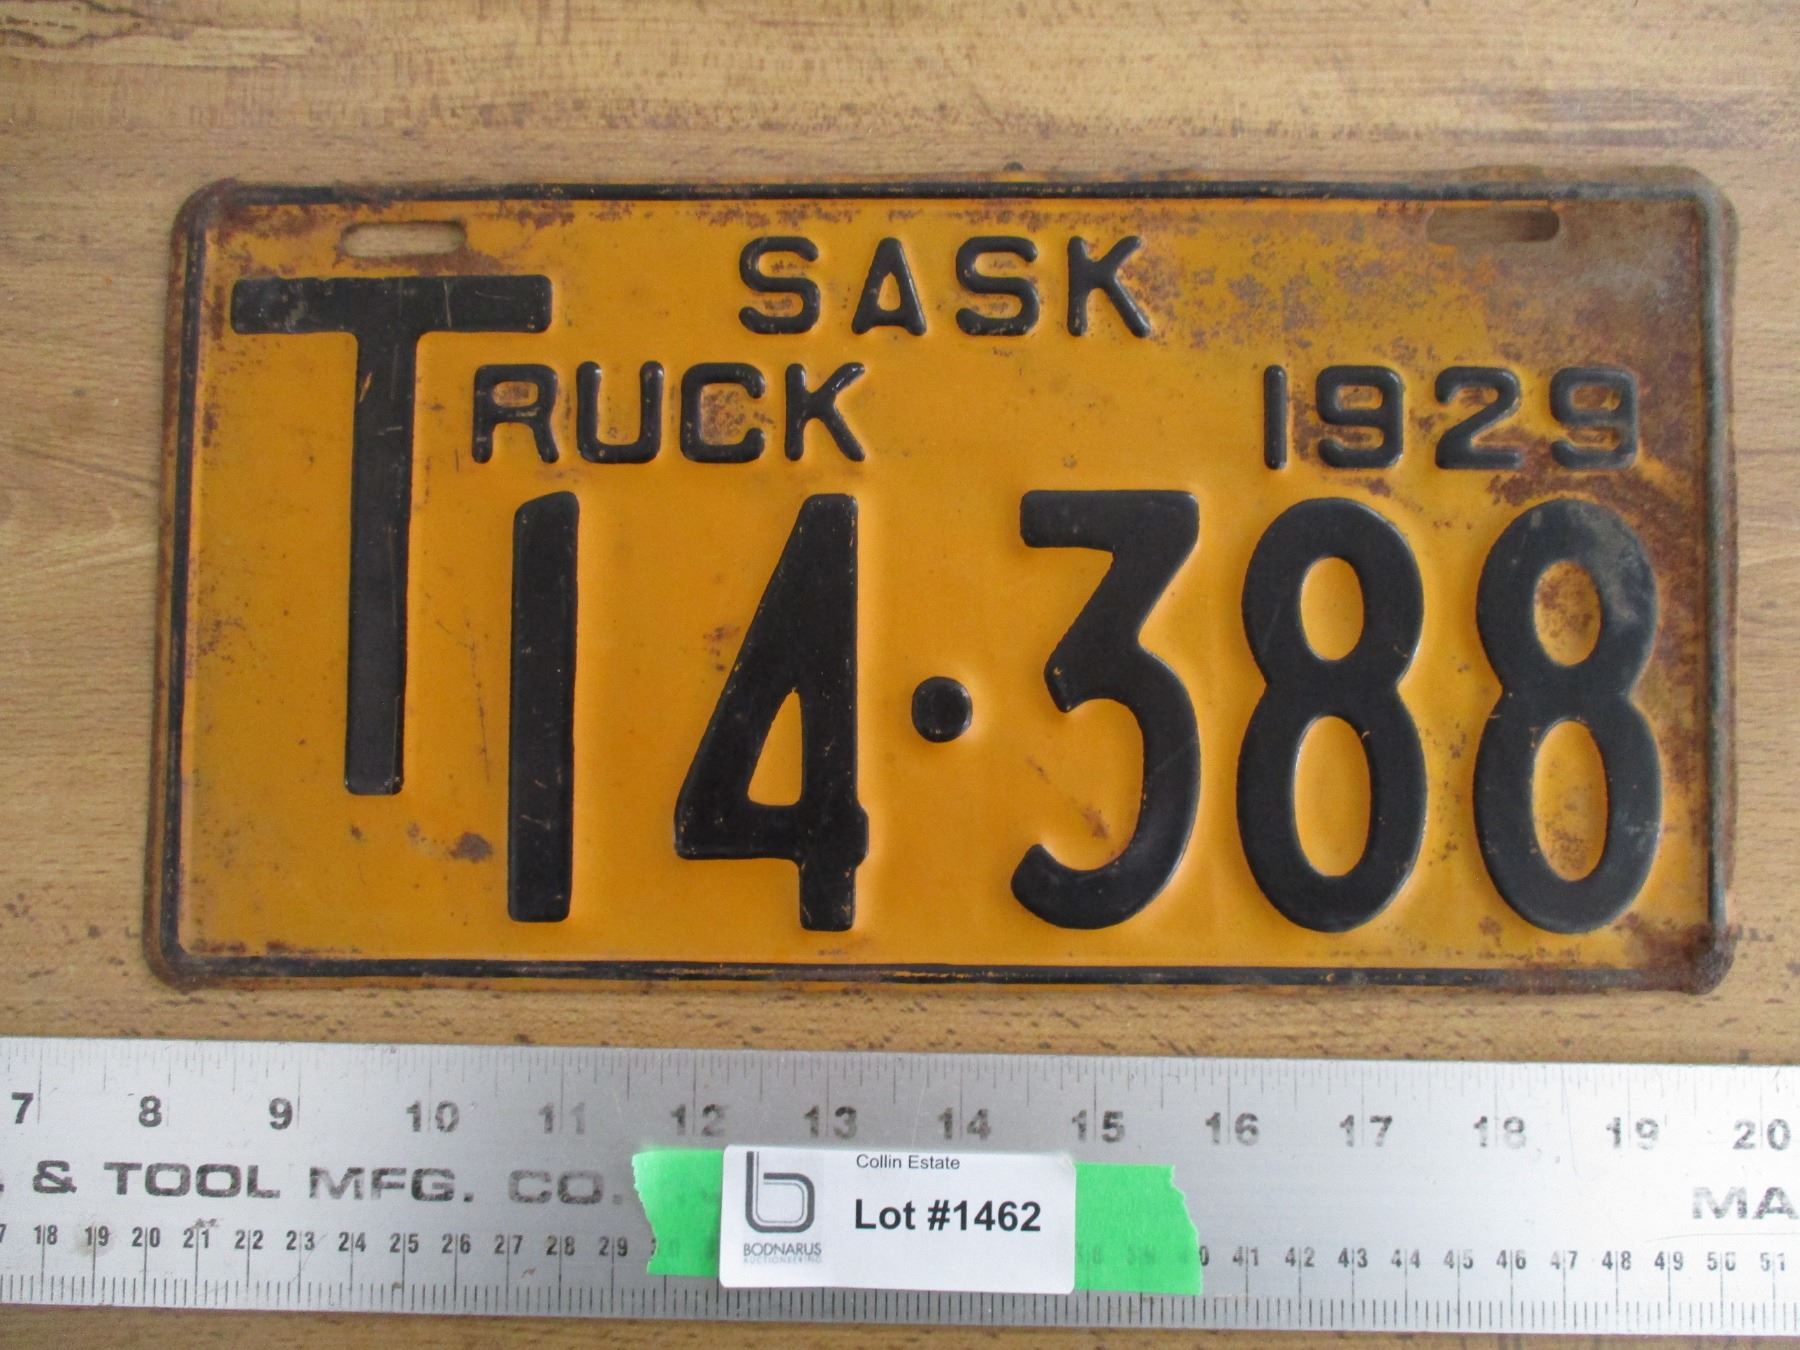 SASK
TRUCK 1929
14·388
7 8 9 10 11 12 13 14 15 16 17 18 19 20
& TOOL MFG. CO. MA
18 19 20 21 22 23 24 25 26 27 28 29 41 42 43 44 45 46 47 48 49 50 51
Collin Estate
Lot #1462
BODNARUS
AUCTIONEERING